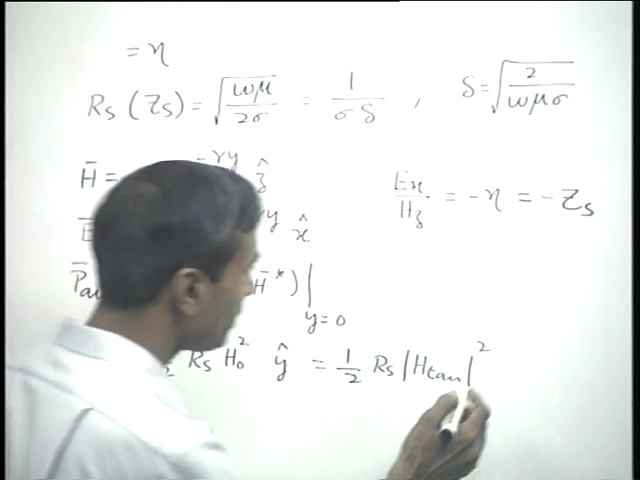 = η
Rs (Zs) = √(ωμ/2σ) = 1/σδ , δ = √(2/ωμσ)
H̄ = -γy ẑ
Ex/Hz = -η = -Zs
Ē γy x̂
P̄av H̄*)|y=0
2 Rs H₀² ŷ = 1/2 Rs |Htan|²